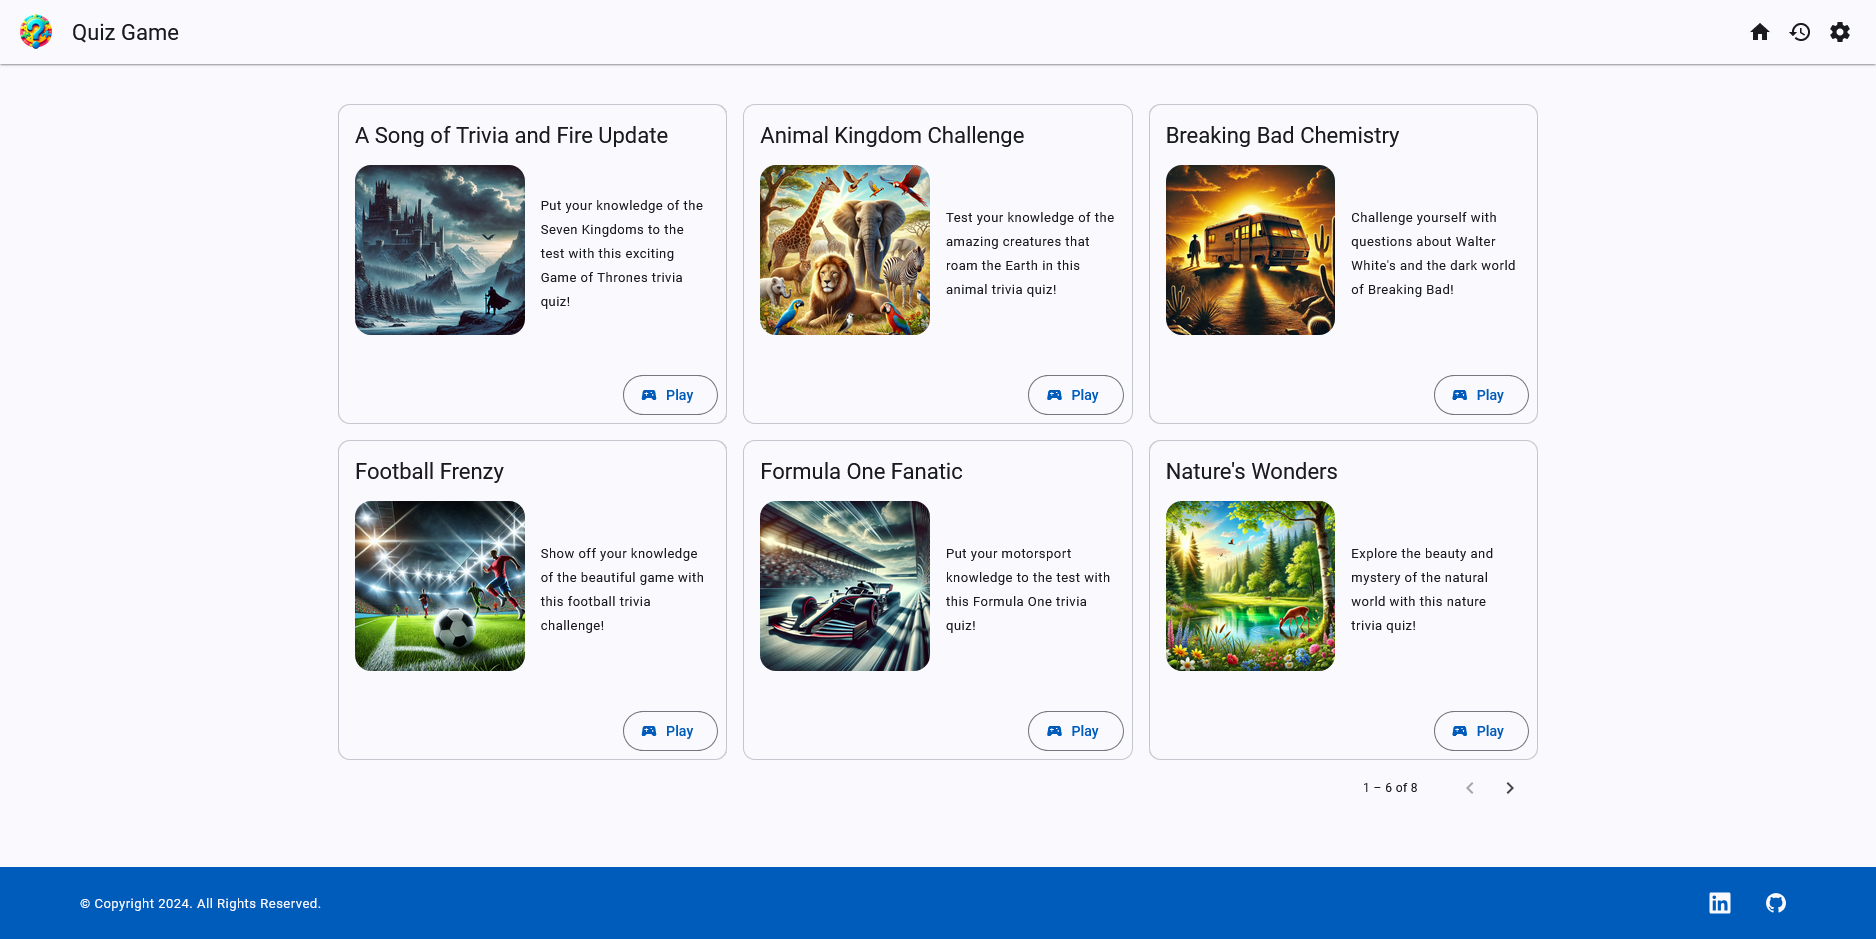 Quiz Game
A Song of Trivia and Fire Update
Put your knowledge of the
Seven Kingdoms to the
test with this exciting
Game of Thrones trivia
quiz!
Play
Animal Kingdom Challenge
Test your knowledge of the
amazing creatures that
roam the Earth in this
animal trivia quiz!
Play
Breaking Bad Chemistry
Challenge yourself with
questions about Walter
White's and the dark world
of Breaking Bad!
Play
Football Frenzy
Show off your knowledge
of the beautiful game with
this football trivia
challenge!
Play
Formula One Fanatic
Put your motorsport
knowledge to the test with
this Formula One trivia
quiz!
Play
Nature's Wonders
Explore the beauty and
mystery of the natural
world with this nature
trivia quiz!
Play
1 – 6 of 8
© Copyright 2024. All Rights Reserved.